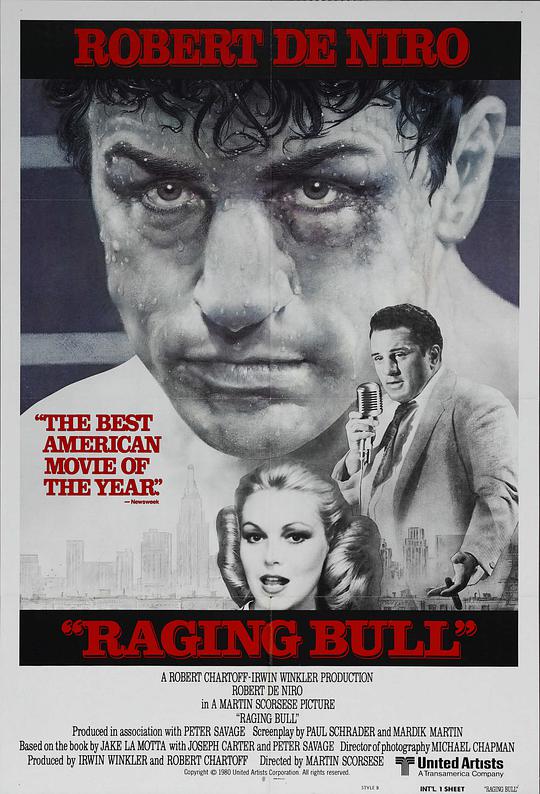 ROBERT DE NIRO
“THE BEST
AMERICAN
MOVIE OF
THE YEAR.”
— Newsweek
“RAGING BULL”
A ROBERT CHARTOFF-IRWIN WINKLER PRODUCTION
ROBERT DE NIRO
in A MARTIN SCORSESE PICTURE
“RAGING BULL”
Produced in association with PETER SAVAGE Screenplay by PAUL SCHRADER and MARDIK MARTIN
Based on the book by JAKE LA MOTTA with JOSEPH CARTER and PETER SAVAGE Director of photography MICHAEL CHAPMAN
Produced by IRWIN WINKLER and ROBERT CHARTOFF Directed by MARTIN SCORSESE
United Artists
A Transamerica Company
Copyright © 1980 United Artists Corporation. All rights reserved.
STYLE B
INT'L 1 SHEET
"RAGING BULL"